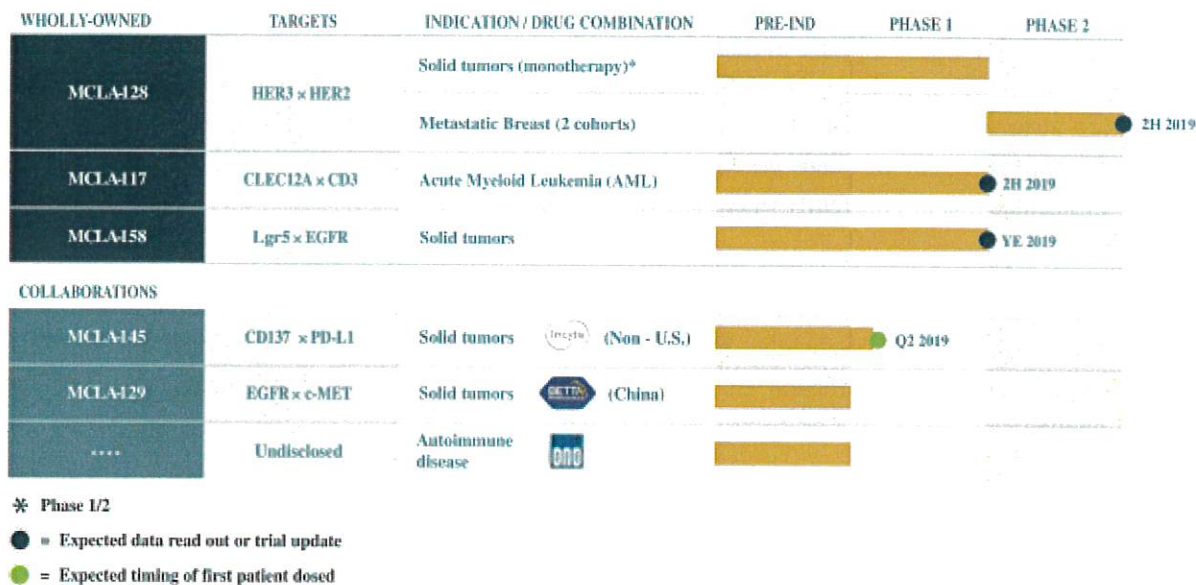 WHOLLY-OWNED TARGETS INDICATION / DRUG COMBINATION PRE-IND PHASE 1 PHASE 2
MCLA-128 HER3 × HER2 Solid tumors (monotherapy)*
Metastatic Breast (2 cohorts) 2H 2019
MCLA-117 CLEC12A × CD3 Acute Myeloid Leukemia (AML) 2H 2019
MCLA-158 Lgr5 × EGFR Solid tumors YE 2019
COLLABORATIONS
MCLA-145 CD137 × PD-L1 Solid tumors Incyte (Non - U.S.) Q2 2019
MCLA-129 EGFR × c-MET Solid tumors BETTA (China)
**** Undisclosed Autoimmune
disease ono
* Phase 1/2
= Expected data read out or trial update
= Expected timing of first patient dosed